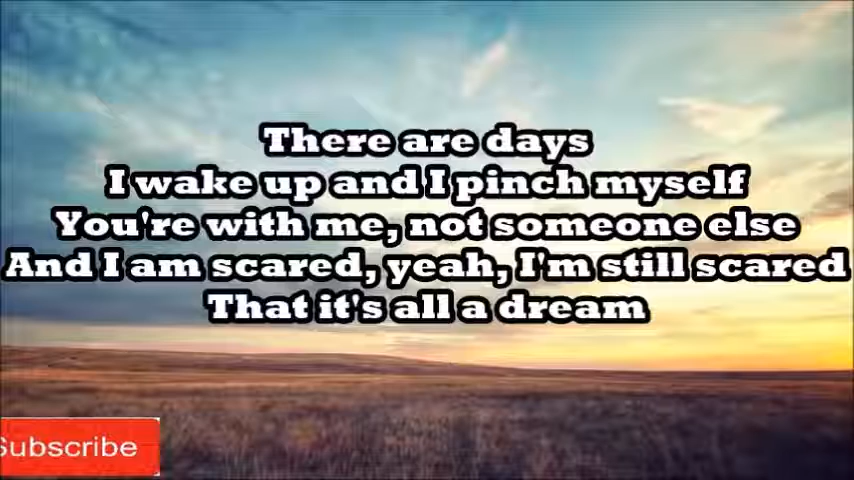 There are days
I wake up and I pinch myself
You're with me, not someone else
And I am scared, yeah, I'm still scared
That it's all a dream
Subscribe